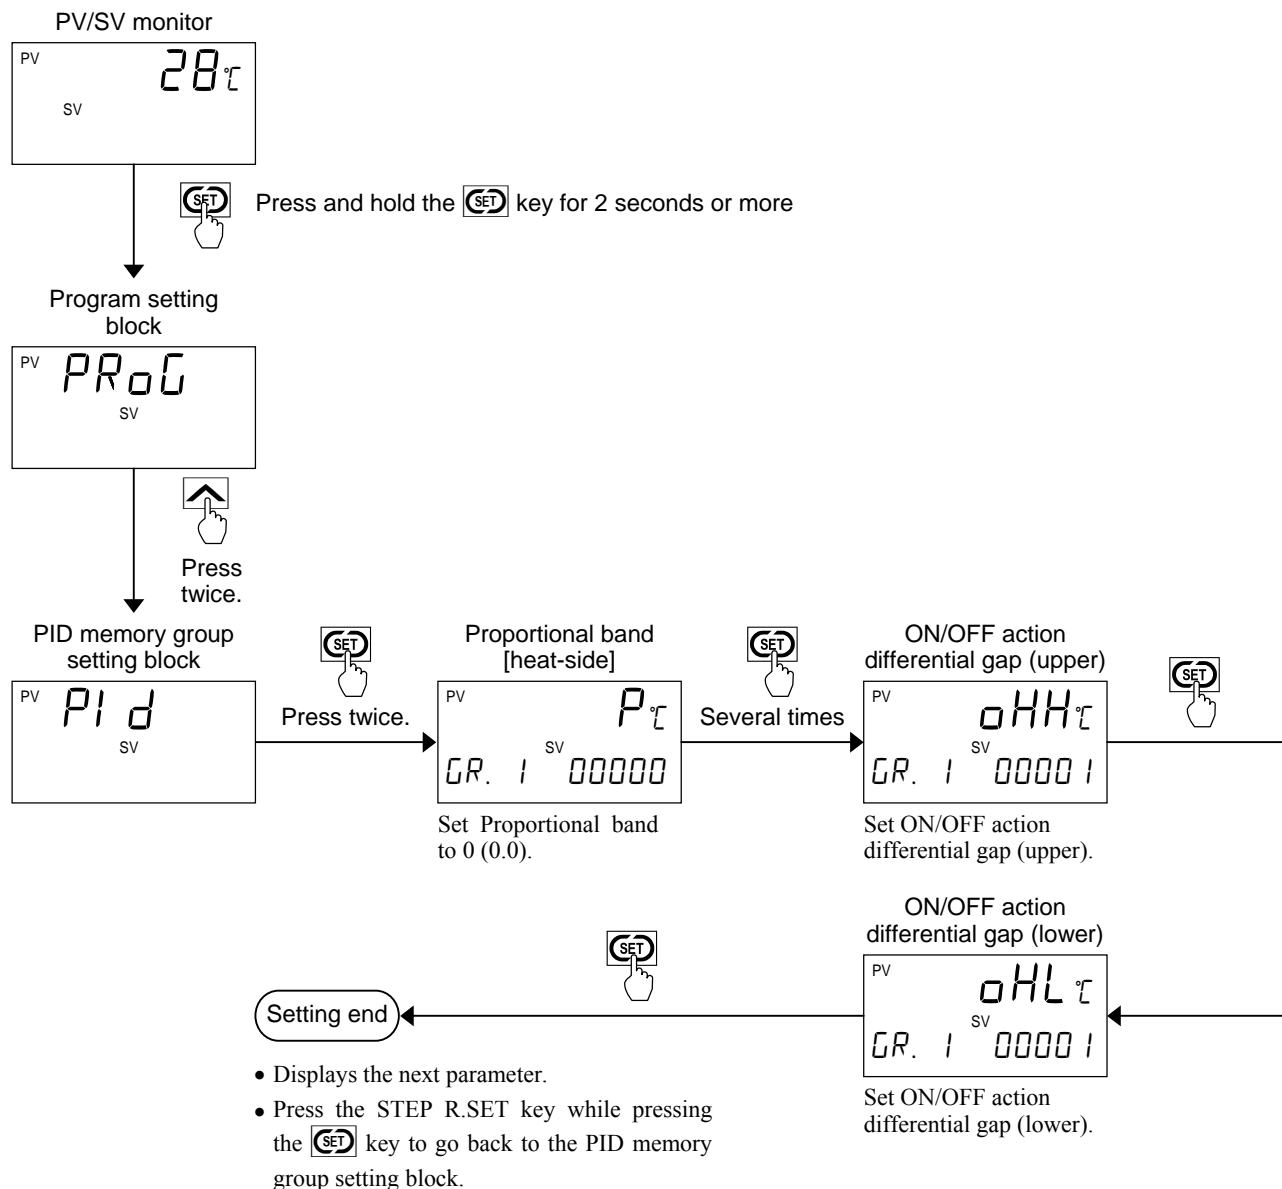 PV/SV monitor
PV
28℃
SV
SET
Press and hold the SET key for 2 seconds or more
Program setting
block
PV
PRoG
SV
Press
twice.
PID memory group
setting block
PV
PI d
SV
SET
Press twice.
Proportional band
[heat-side]
PV
P℃
SV
GR. 1 00000
Set Proportional band
to 0 (0.0).
SET
Several times
ON/OFF action
differential gap (upper)
PV
oHH℃
SV
GR. 1 00001
Set ON/OFF action
differential gap (upper).
SET
ON/OFF action
differential gap (lower)
PV
oHL ℃
SV
GR. 1 00001
Set ON/OFF action
differential gap (lower).
SET
Setting end
• Displays the next parameter.
• Press the STEP R.SET key while pressing
the SET key to go back to the PID memory
group setting block.